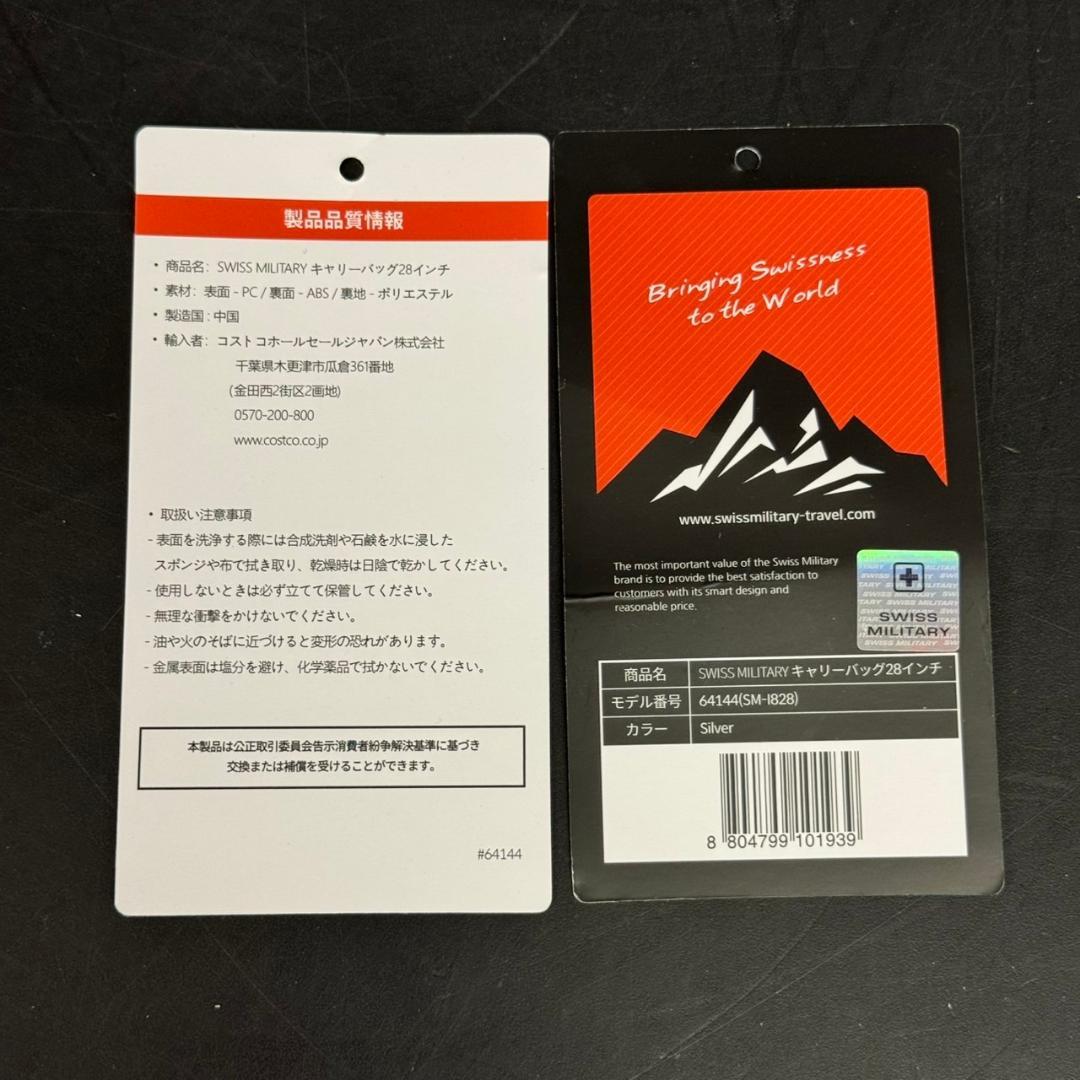 製品品質情報
• 商品名: SWISS MILITARY キャリーバッグ28インチ
• 素材: 表面 - PC / 裏面 - ABS / 裏地 - ポリエステル
• 製造国 : 中国
• 輸入者: コストコホールセールジャパン株式会社
千葉県木更津市瓜倉361番地
(金田西2街区2画地)
0570-200-800
www.costco.co.jp
• 取扱い注意事項
- 表面を洗浄する際には合成洗剤や石鹸を水に浸した
スポンジや布で拭き取り、乾燥時は日陰で乾かしてください。
- 使用しないときは必ず立てて保管してください。
- 無理な衝撃をかけないでください。
- 油や火のそばに近づけると変形の恐れがあります。
- 金属表面は塩分を避け、化学薬品で拭かないでください。
本製品は公正取引委員会告示消費者紛争解決基準に基づき
交換または補償を受けることができます。
#64144
Bringing Swissness
to the World
www.swissmilitary-travel.com
The most important value of the Swiss Military
brand is to provide the best satisfaction to
customers with its smart design and
reasonable price.
SWISS
MILITARY
商品名 SWISS MILITARY キャリーバッグ28インチ
モデル番号 64144(SM-I828)
カラー Silver
8 804799 101939